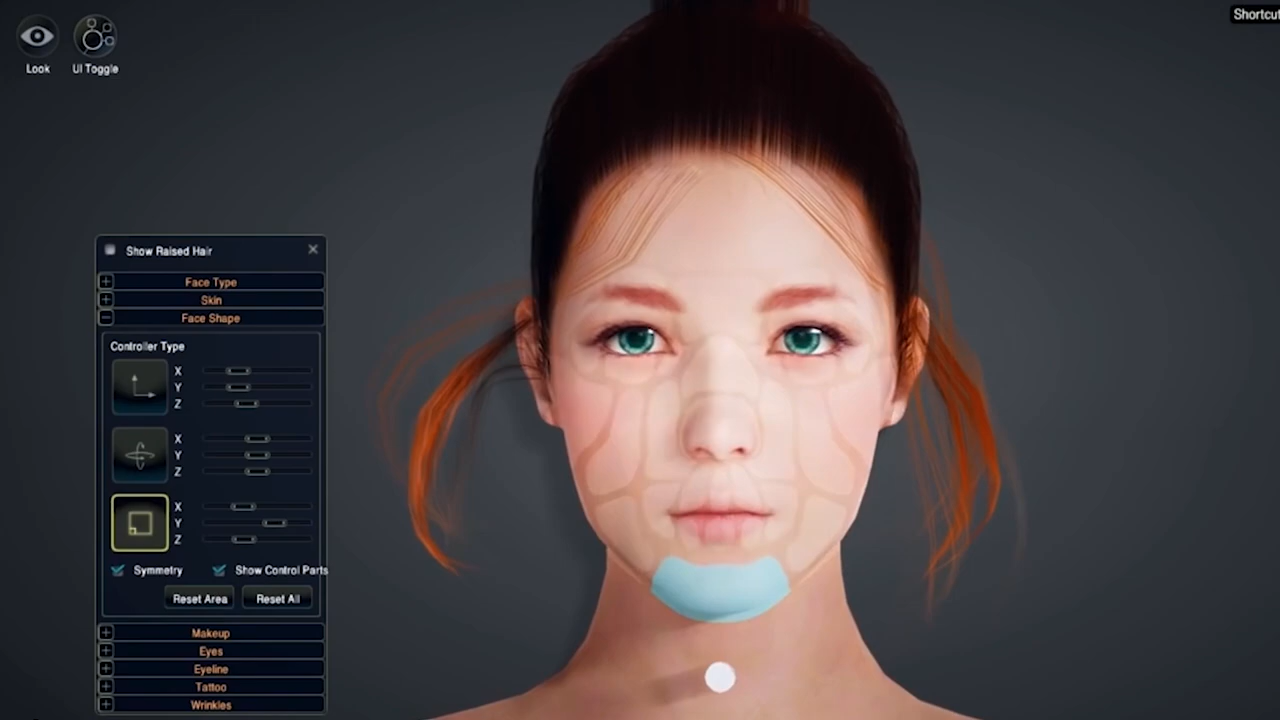 Shortcut
Look
UI Toggle
Show Raised Hair
Face Type
Skin
Face Shape
Controller Type
X
Y
Z
X
Y
Z
X
Y
Z
Symmetry
Show Control Parts
Reset Area
Reset All
Makeup
Eyes
Eyeline
Tattoo
Wrinkles